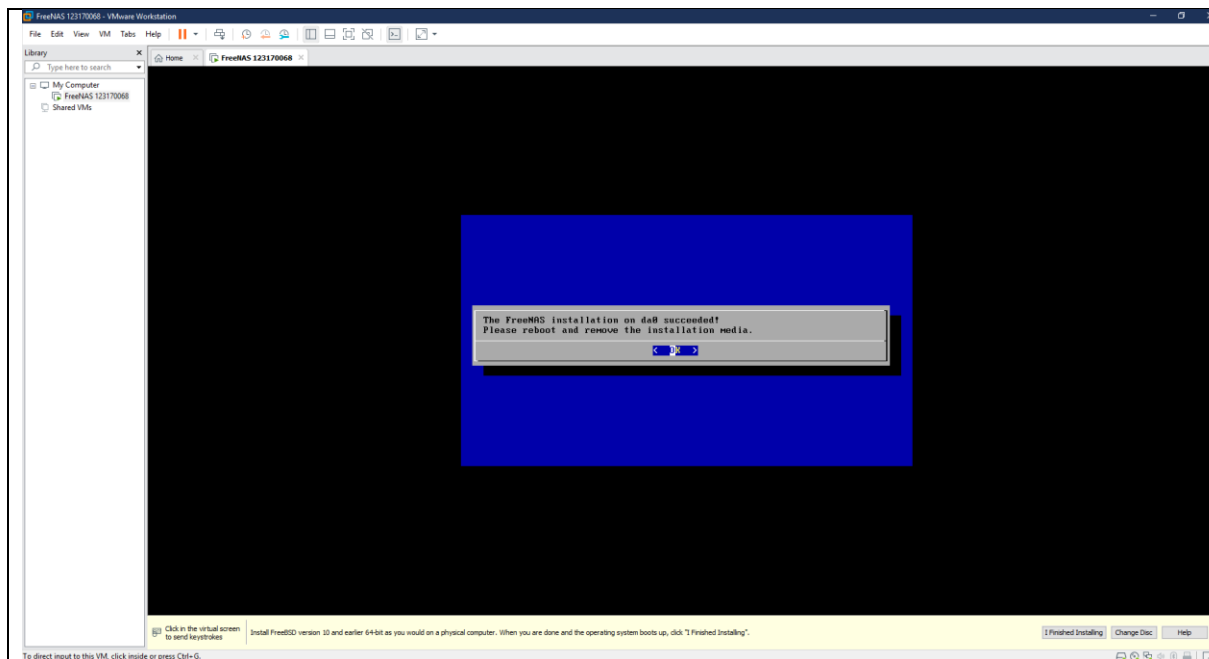 FreeNAS 123170068 - VMware Workstation
File Edit View VM Tabs Help
Library
Type here to search
My Computer
FreeNAS 123170068
Shared VMs
Home
FreeNAS 123170068
The FreeNAS installation on da0 succeeded!
Please reboot and remove the installation media.
< OK >
Click in the virtual screen
to send keystrokes
Install FreeBSD version 10 and earlier 64-bit as you would on a physical computer. When you are done and the operating system boots up, click "I Finished Installing".
I Finished Installing
Change Disc
Help
To direct input to this VM, click inside or press Ctrl+G.